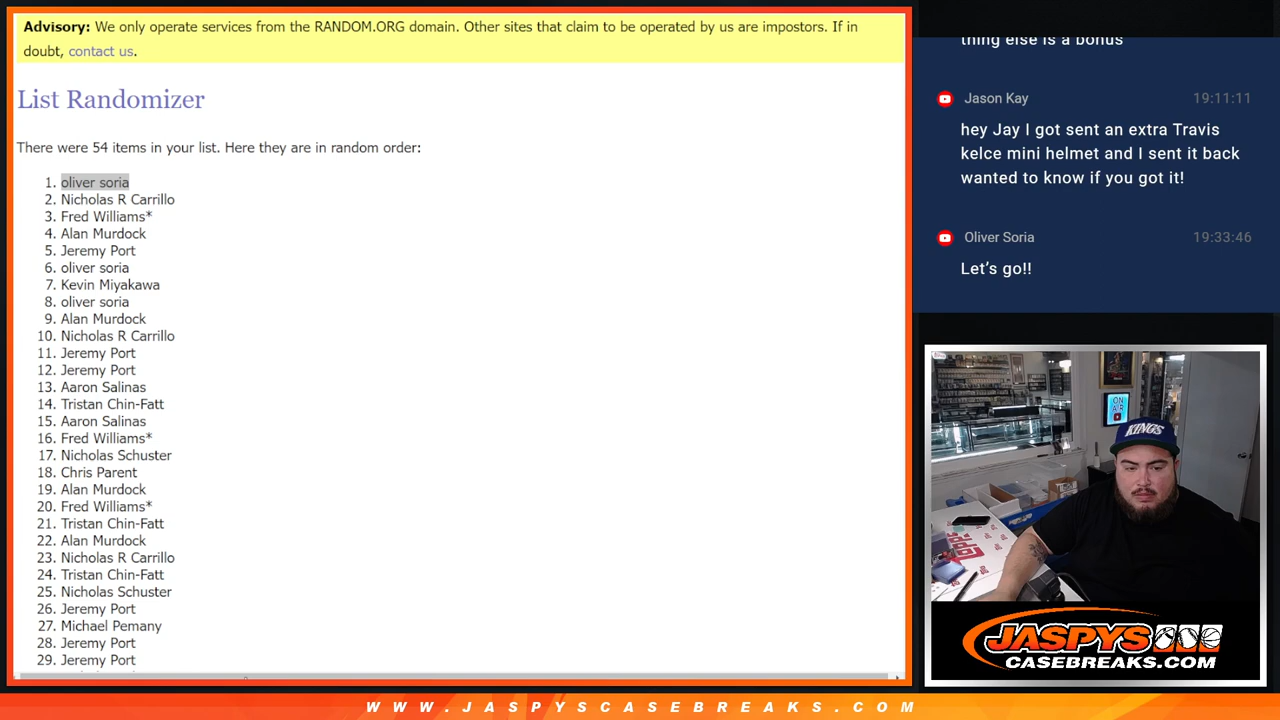 Advisory: We only operate services from the RANDOM.ORG domain. Other sites that claim to be operated by us are impostors. If in
doubt, contact us.
List Randomizer
There were 54 items in your list. Here they are in random order:
1. oliver soria
2. Nicholas R Carrillo
3. Fred Williams*
4. Alan Murdock
5. Jeremy Port
6. oliver soria
7. Kevin Miyakawa
8. oliver soria
9. Alan Murdock
10. Nicholas R Carrillo
11. Jeremy Port
12. Jeremy Port
13. Aaron Salinas
14. Tristan Chin-Fatt
15. Aaron Salinas
16. Fred Williams*
17. Nicholas Schuster
18. Chris Parent
19. Alan Murdock
20. Fred Williams*
21. Tristan Chin-Fatt
22. Alan Murdock
23. Nicholas R Carrillo
24. Tristan Chin-Fatt
25. Nicholas Schuster
26. Jeremy Port
27. Michael Pemany
28. Jeremy Port
29. Jeremy Port
thing else is a bonus
Jason Kay 19:11:11
hey Jay I got sent an extra Travis
kelce mini helmet and I sent it back
wanted to know if you got it!
Oliver Soria 19:33:46
Let's go!!
ON
AIR
KINGS
Topps
JASPYS
CASEBREAKS.COM
WWW.JASPYSCASEBREAKS.COM